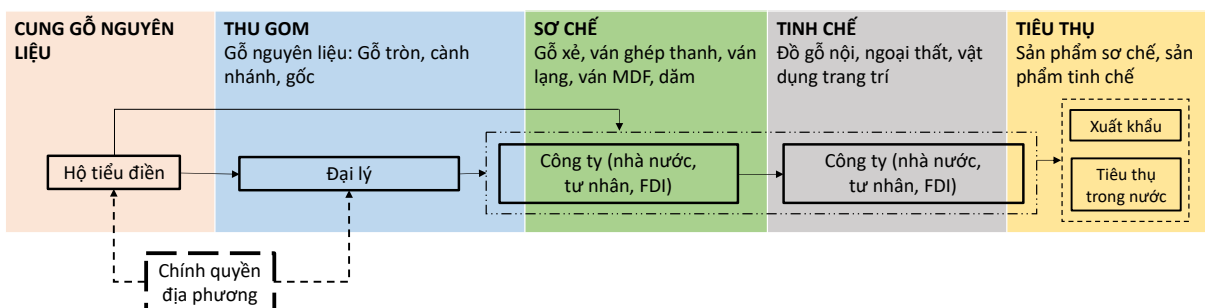 CUNG GỖ NGUYÊN
LIỆU
THU GOM
Gỗ nguyên liệu: Gỗ tròn, cành
nhánh, gốc
SƠ CHẾ
Gỗ xẻ, ván ghép thanh, ván
lạng, ván MDF, dăm
TINH CHẾ
Đồ gỗ nội, ngoại thất, vật
dụng trang trí
TIÊU THỤ
Sản phẩm sơ chế, sản
phẩm tinh chế
Hộ tiểu điền
Đại lý
Công ty (nhà nước,
tư nhân, FDI)
Công ty (nhà nước,
tư nhân, FDI)
Xuất khẩu
Tiêu thụ
trong nước
Chính quyền
địa phương